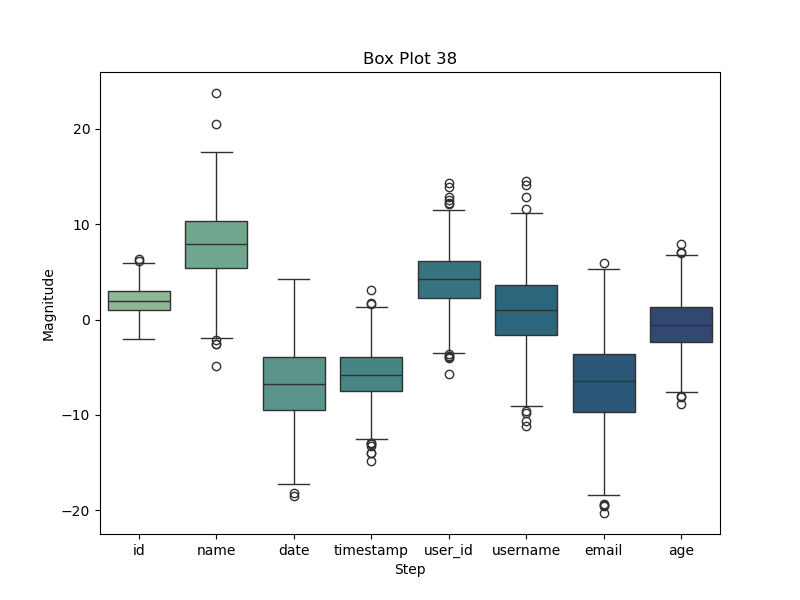 Box Plot 38
Magnitude
20
10
0
−10
−20
id name date timestamp user_id username email age
Step